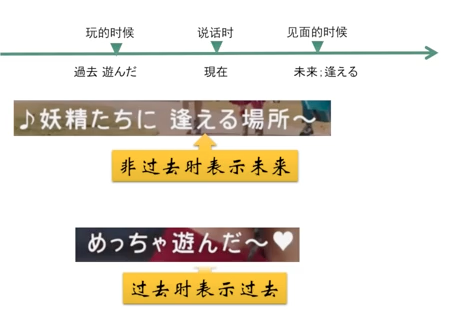 玩的时候 说话时 见面的时候
過去 遊んだ 現在 未来；逢える
♪妖精たちに 逢える場所～
非过去时表示未来
めっちゃ遊んだ～♥
过去时表示过去